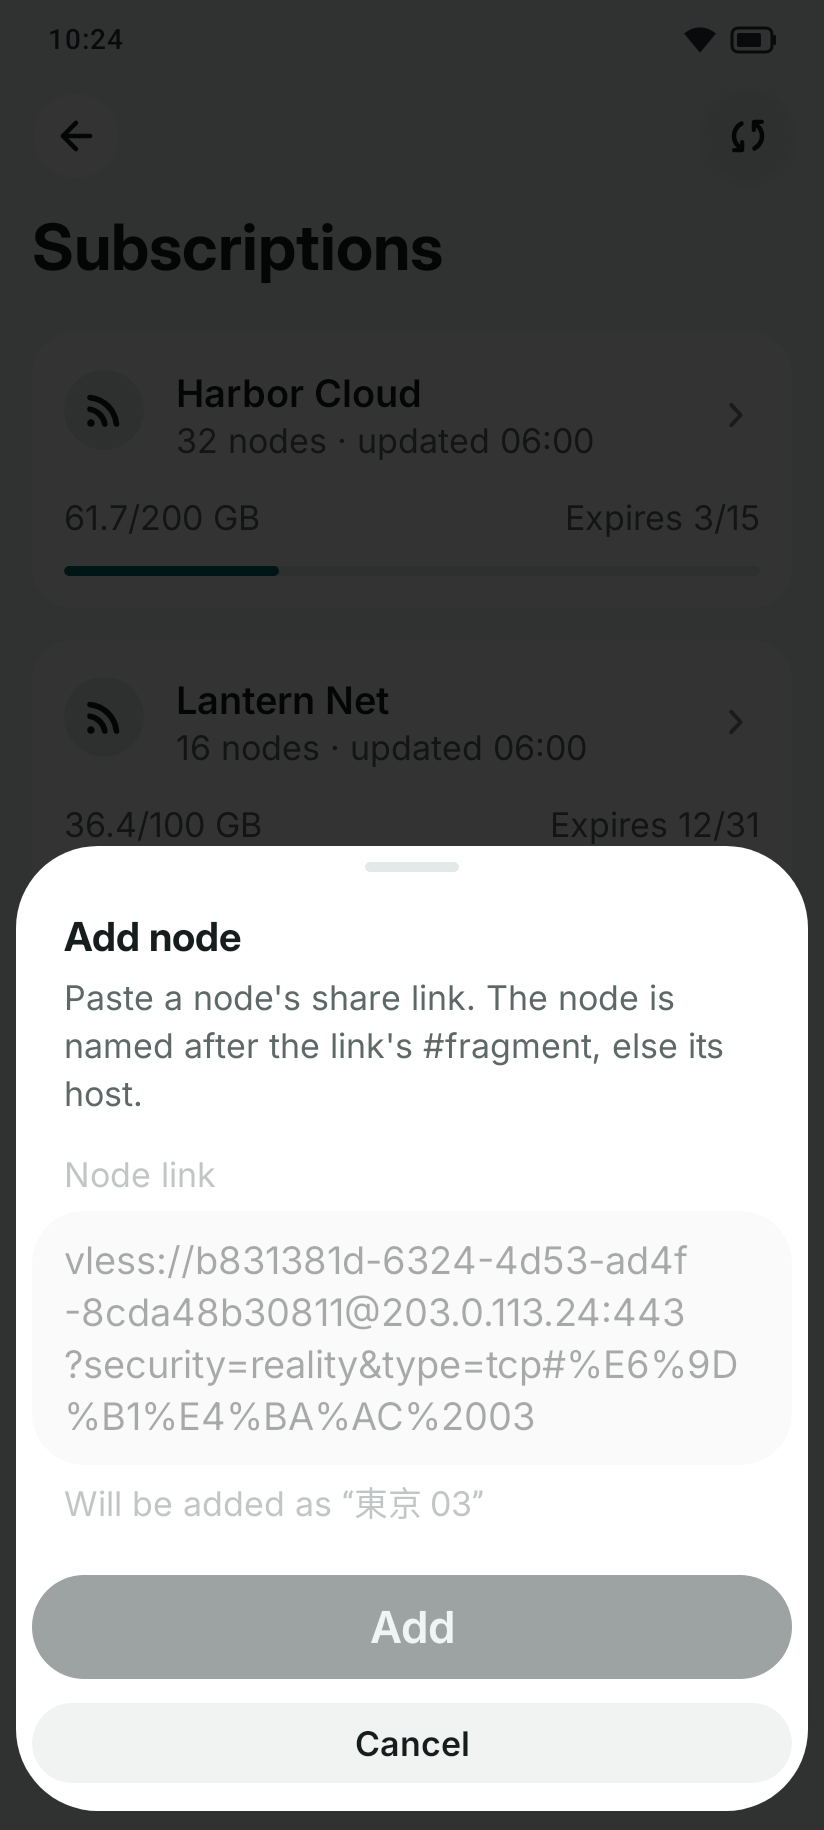 10:24
Subscriptions
Harbor Cloud
32 nodes · updated 06:00
61.7/200 GB
Expires 3/15
Lantern Net
16 nodes · updated 06:00
36.4/100 GB
Expires 12/31
Add node
Paste a node's share link. The node is
named after the link's #fragment, else its
host.
Node link
vless://b831381d-6324-4d53-ad4f
-8cda48b30811@203.0.113.24:443
?security=reality&type=tcp#%E6%9D
%B1%E4%BA%AC%2003
Will be added as “東京 03”
Add
Cancel